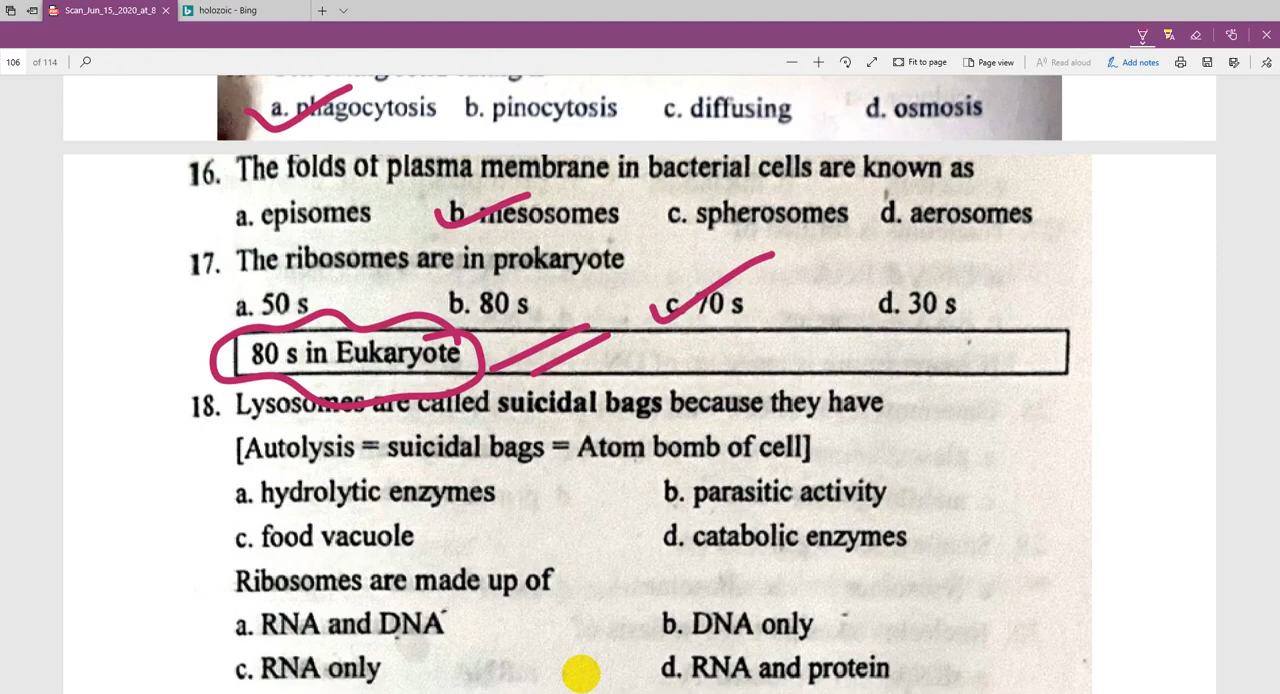 Scan_Jun_15,_2020_at_8
holozoic - Bing
106 of 114
Fit to page
Page view
Read aloud
Add notes
a. phagocytosis b. pinocytosis c. diffusing d. osmosis
16. The folds of plasma membrane in bacterial cells are known as
a. episomes b. mesosomes c. spherosomes d. aerosomes
17. The ribosomes are in prokaryote
a. 50 s b. 80 s c. 70 s d. 30 s
80 s in Eukaryote
18. Lysosomes are called suicidal bags because they have
[Autolysis = suicidal bags = Atom bomb of cell]
a. hydrolytic enzymes b. parasitic activity
c. food vacuole d. catabolic enzymes
Ribosomes are made up of
a. RNA and DNA b. DNA only
c. RNA only d. RNA and protein